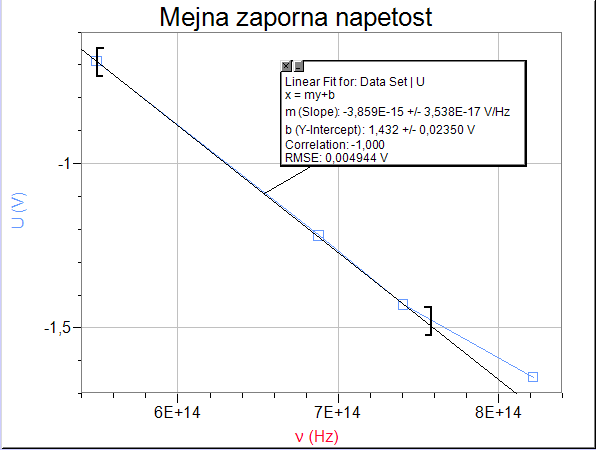 Mejna zaporna napetost
Linear Fit for: Data Set | U
x = my+b
m (Slope): -3,859E-15 +/- 3,538E-17 V/Hz
b (Y-Intercept): 1,432 +/- 0,02350 V
Correlation: -1,000
RMSE: 0,004944 V
-1
U (V)
-1,5
6E+14 7E+14 8E+14
ν (Hz)